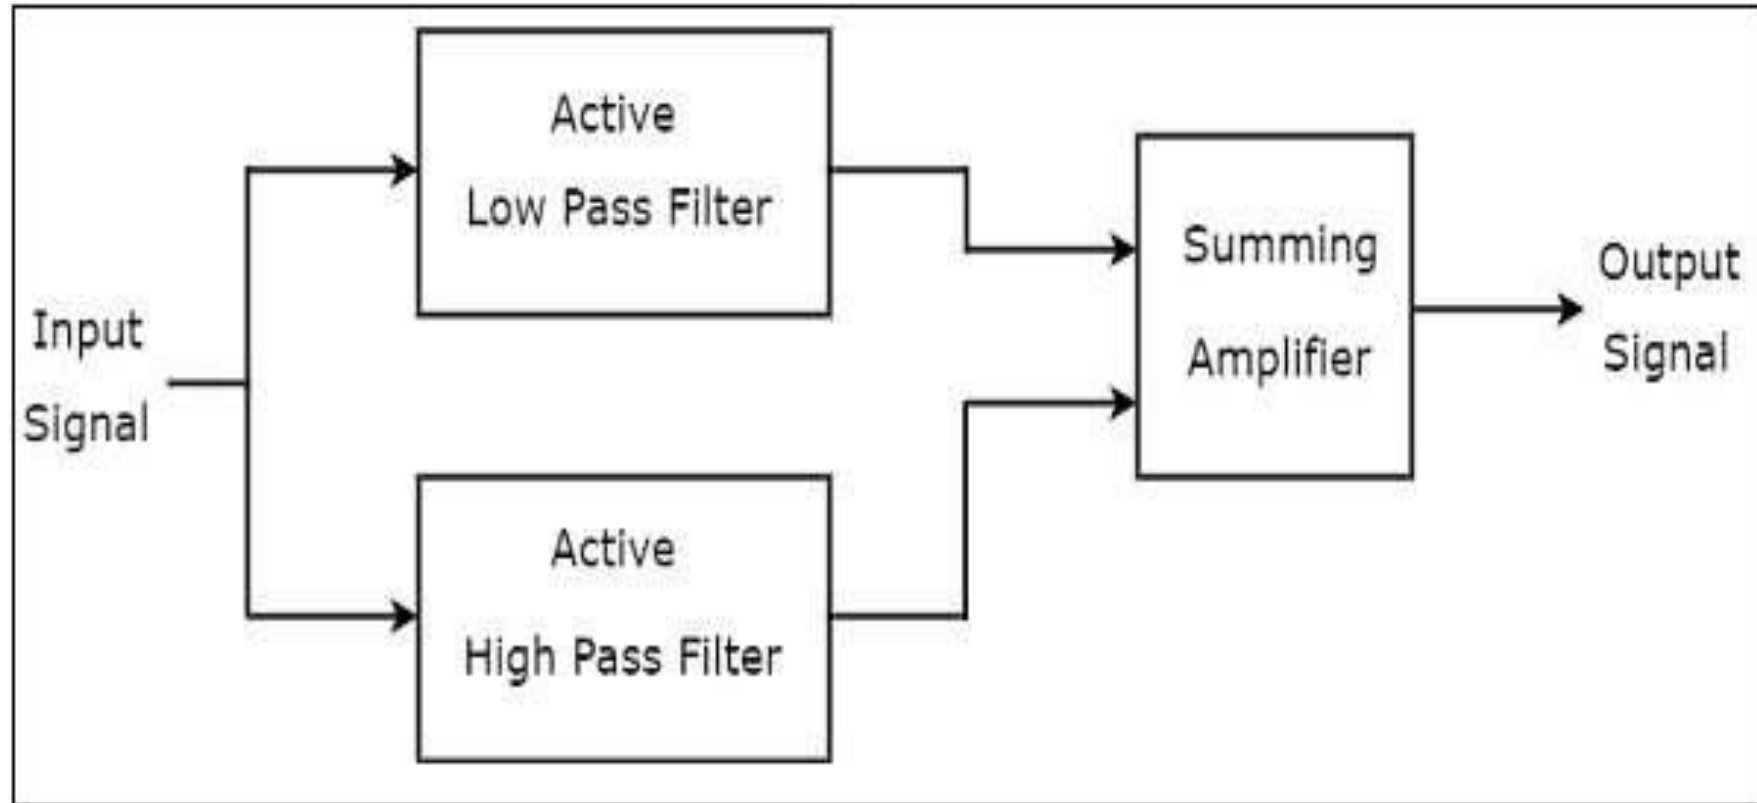 Input
Signal
Active
Low Pass Filter
Active
High Pass Filter
Summing
Amplifier
Output
Signal